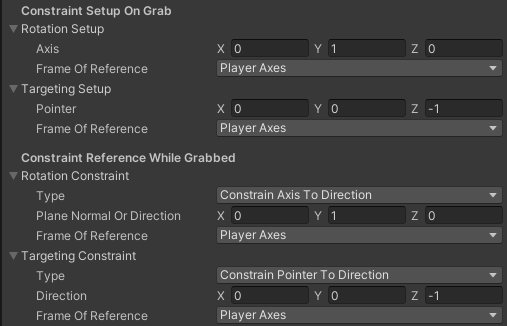 Constraint Setup On Grab
Rotation Setup
Axis X 0 Y 1 Z 0
Frame Of Reference Player Axes
Targeting Setup
Pointer X 0 Y 0 Z -1
Frame Of Reference Player Axes
Constraint Reference While Grabbed
Rotation Constraint
Type Constrain Axis To Direction
Plane Normal Or Direction X 0 Y 1 Z 0
Frame Of Reference Player Axes
Targeting Constraint
Type Constrain Pointer To Direction
Direction X 0 Y 0 Z -1
Frame Of Reference Player Axes